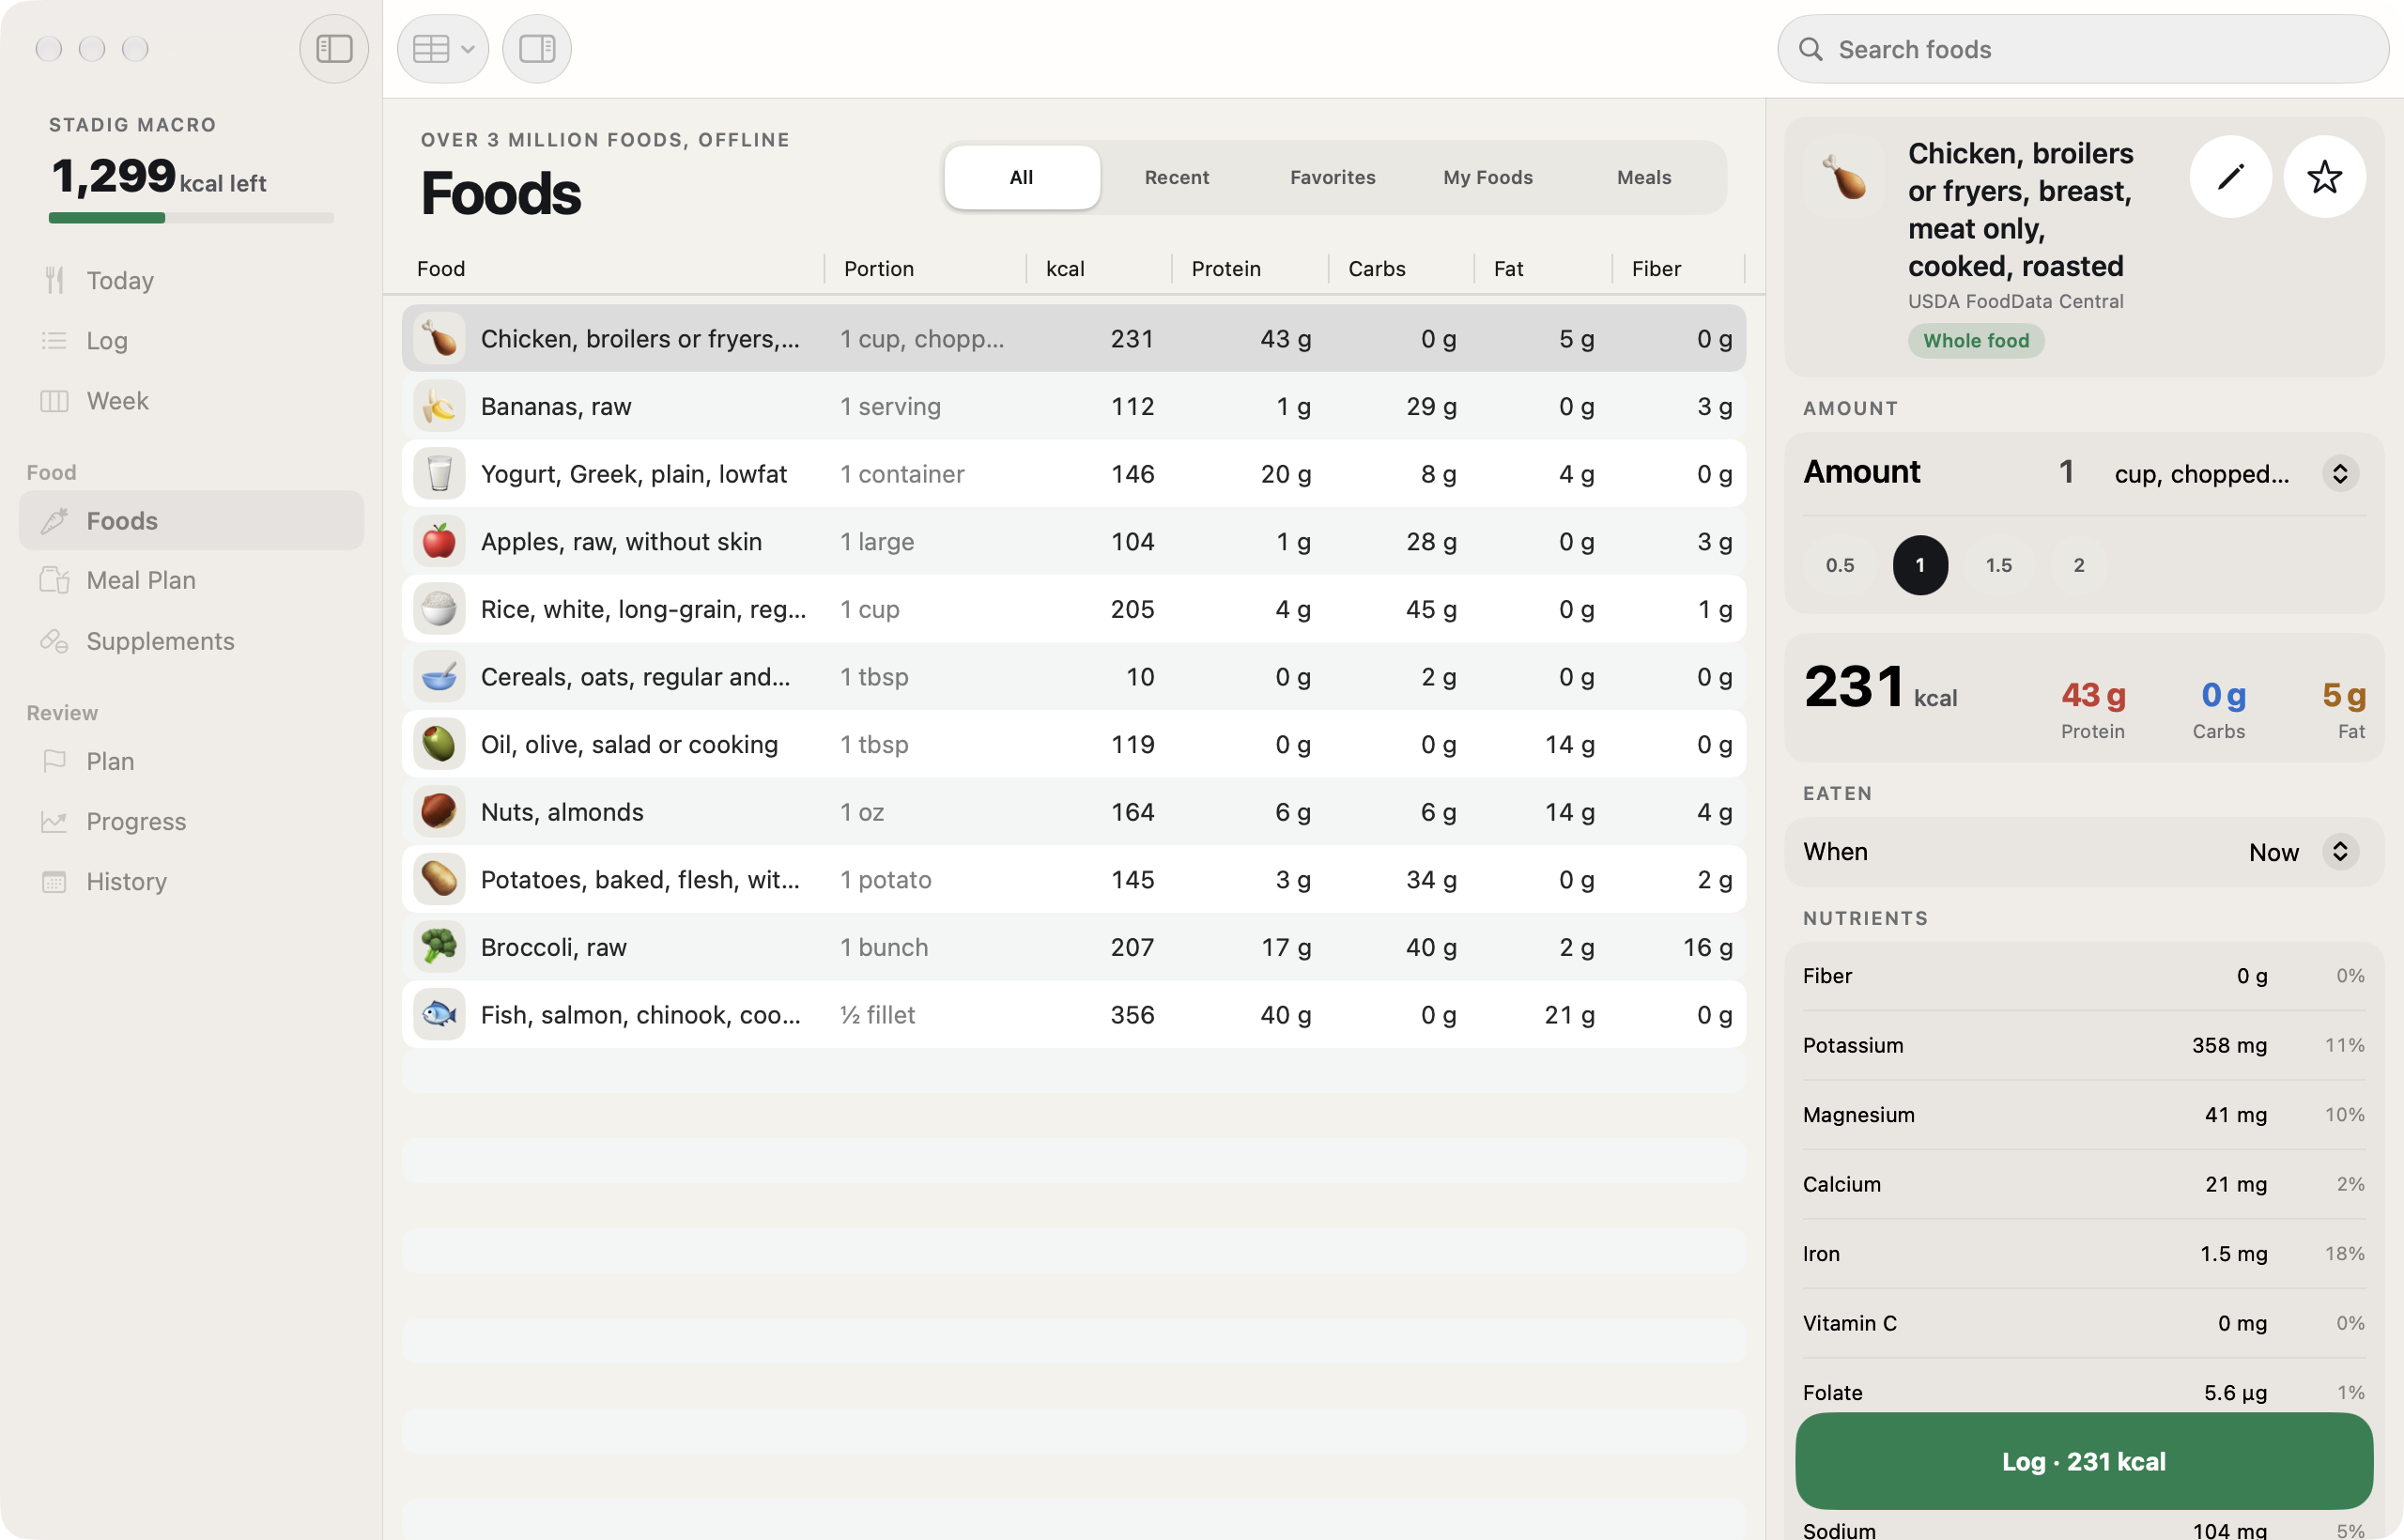 STADIG MACRO
1,299 kcal left
Today
Log
Week
Food
Foods
Meal Plan
Supplements
Review
Plan
Progress
History
OVER 3 MILLION FOODS, OFFLINE
Foods
All Recent Favorites My Foods Meals
Food Portion kcal Protein Carbs Fat Fiber
Chicken, broilers or fryers,... 1 cup, chopp... 231 43 g 0 g 5 g 0 g
Bananas, raw 1 serving 112 1 g 29 g 0 g 3 g
Yogurt, Greek, plain, lowfat 1 container 146 20 g 8 g 4 g 0 g
Apples, raw, without skin 1 large 104 1 g 28 g 0 g 3 g
Rice, white, long-grain, reg... 1 cup 205 4 g 45 g 0 g 1 g
Cereals, oats, regular and... 1 tbsp 10 0 g 2 g 0 g 0 g
Oil, olive, salad or cooking 1 tbsp 119 0 g 0 g 14 g 0 g
Nuts, almonds 1 oz 164 6 g 6 g 14 g 4 g
Potatoes, baked, flesh, wit... 1 potato 145 3 g 34 g 0 g 2 g
Broccoli, raw 1 bunch 207 17 g 40 g 2 g 16 g
Fish, salmon, chinook, coo... ½ fillet 356 40 g 0 g 21 g 0 g
Search foods
Chicken, broilers
or fryers, breast,
meat only,
cooked, roasted
USDA FoodData Central
Whole food
AMOUNT
Amount 1 cup, chopped...
0.5 1 1.5 2
231 kcal 43 g 0 g 5 g
Protein Carbs Fat
EATEN
When Now
NUTRIENTS
Fiber 0 g 0%
Potassium 358 mg 11%
Magnesium 41 mg 10%
Calcium 21 mg 2%
Iron 1.5 mg 18%
Vitamin C 0 mg 0%
Folate 5.6 µg 1%
Log · 231 kcal
Sodium 104 mg 5%